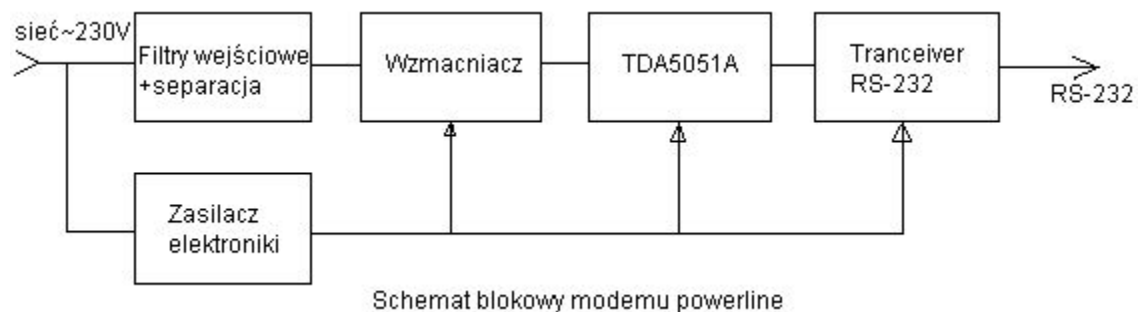 sieć~230V
Filtry wejściowe
+separacja
Wzmacniacz
TDA5051A
Tranceiver
RS-232
RS-232
Zasilacz
elektroniki
Schemat blokowy modemu powerline